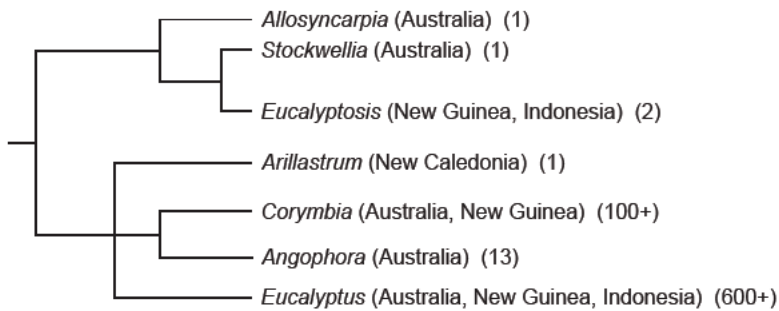 Allosyncarpia (Australia) (1)
Stockwellia (Australia) (1)
Eucalyptosis (New Guinea, Indonesia) (2)
Arillastrum (New Caledonia) (1)
Corymbia (Australia, New Guinea) (100+)
Angophora (Australia) (13)
Eucalyptus (Australia, New Guinea, Indonesia) (600+)